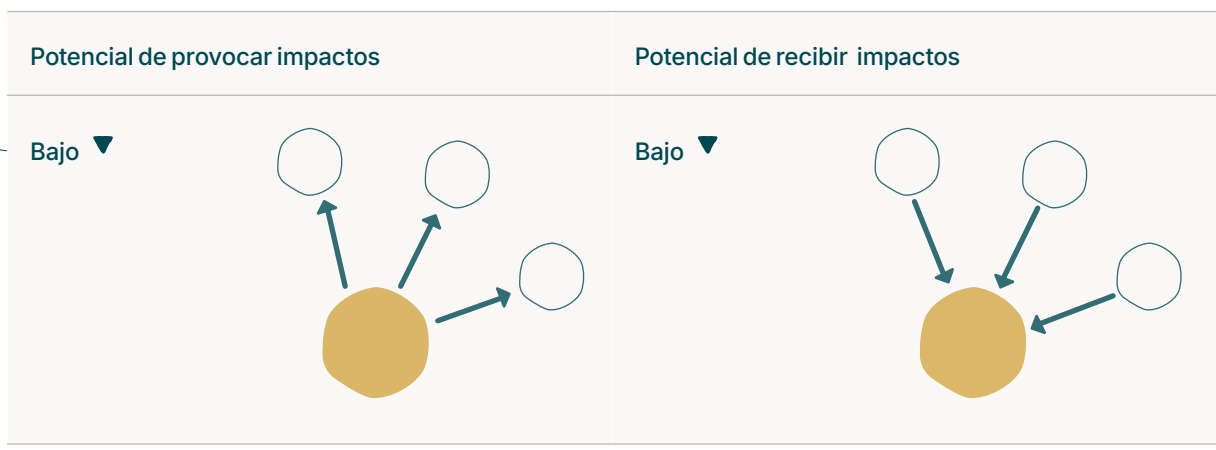 Potencial de provocar impactos
Potencial de recibir impactos
Bajo
Bajo